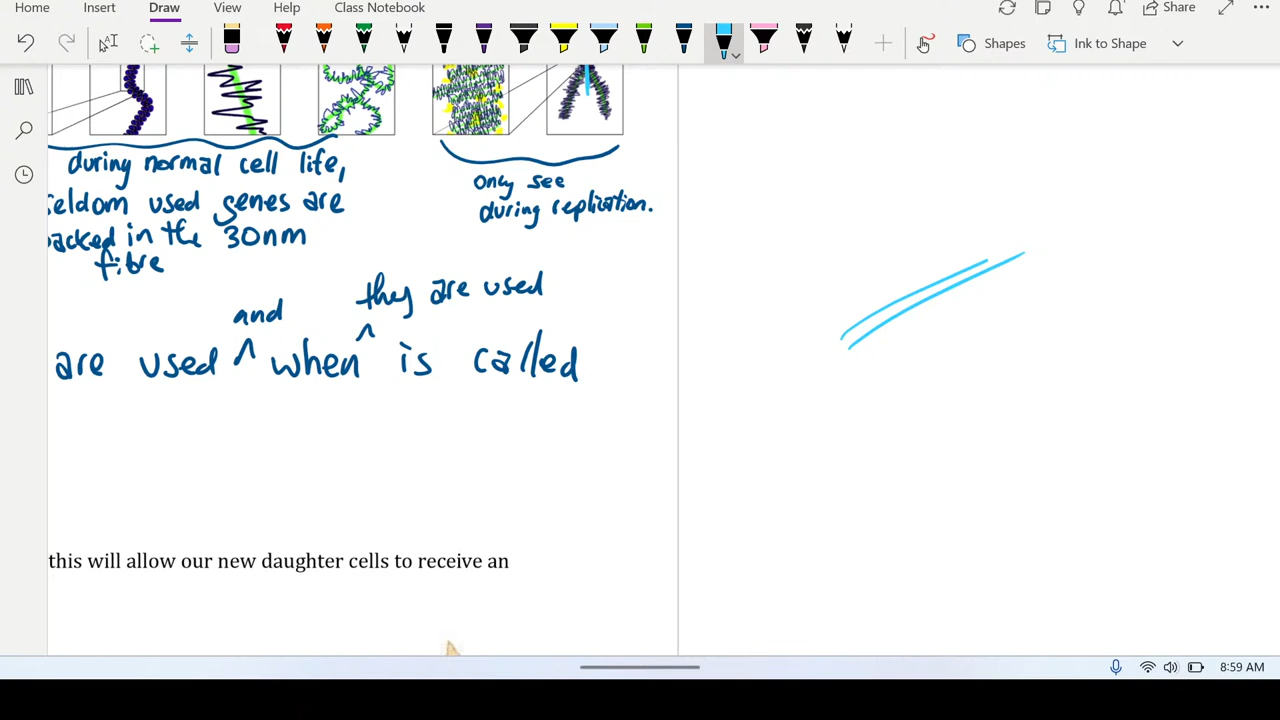 Home Insert Draw View Help Class Notebook Share
Shapes Ink to Shape
during normal cell life,
eldom used genes are
acked in the 30nm
fibre
Only see
during replication.
and they are used
are used ^ when ^ is called
this will allow our new daughter cells to receive an
8:59 AM